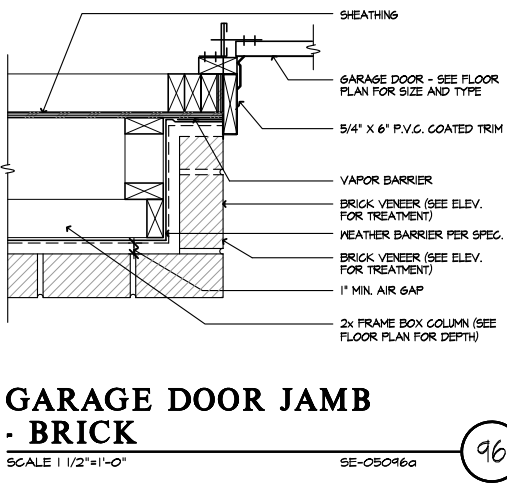 SHEATHING
GARAGE DOOR - SEE FLOOR
PLAN FOR SIZE AND TYPE
5/4" X 6" P.V.C. COATED TRIM
VAPOR BARRIER
BRICK VENEER (SEE ELEV.
FOR TREATMENT)
WEATHER BARRIER PER SPEC.
BRICK VENEER (SEE ELEV.
FOR TREATMENT)
1" MIN. AIR GAP
2x FRAME BOX COLUMN (SEE
FLOOR PLAN FOR DEPTH)
GARAGE DOOR JAMB
- BRICK
SCALE 1 1/2"=1'-0"
SE-05096a
96